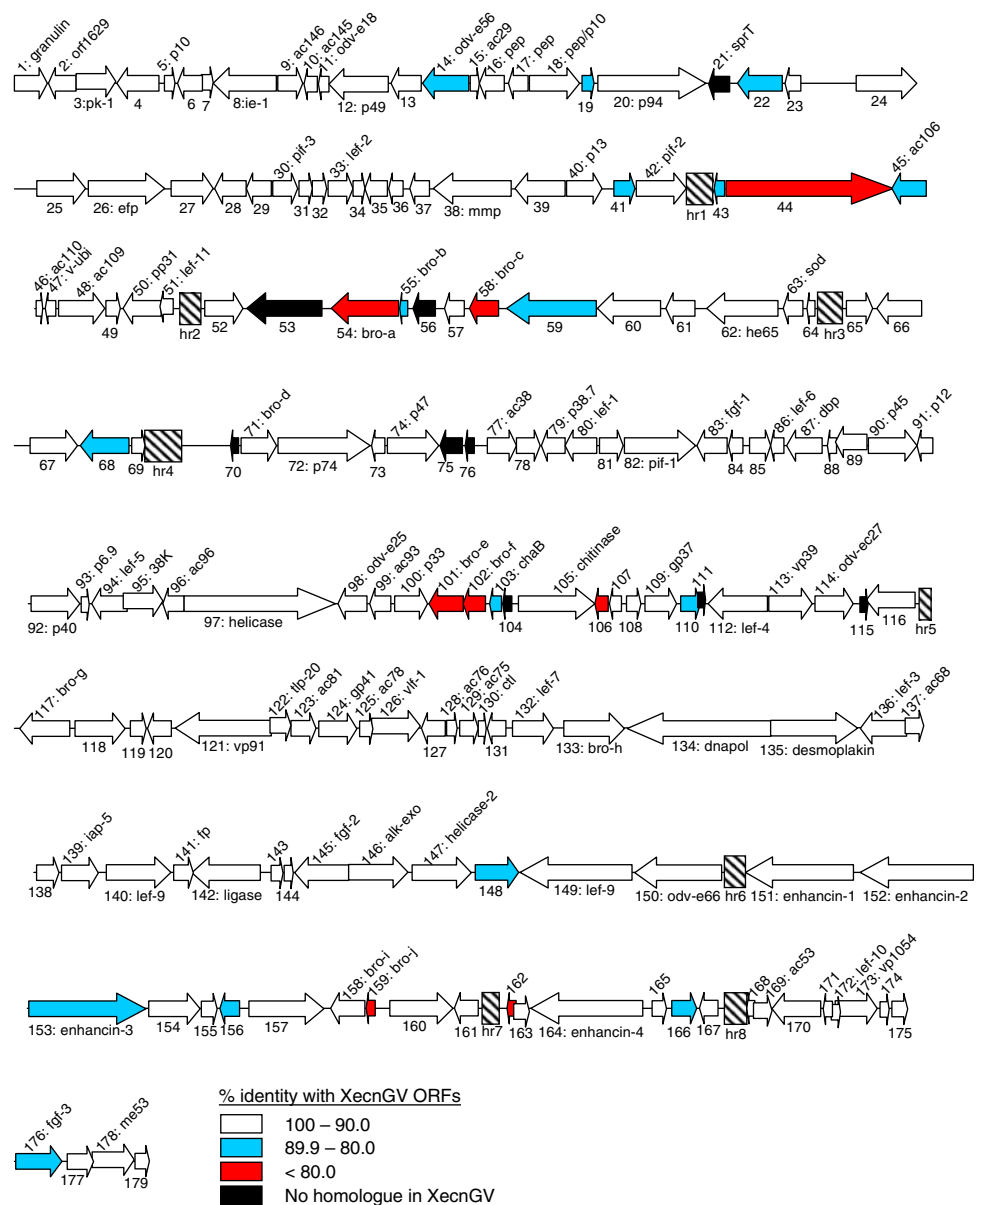 1: granulin 2: orf1629 5: p10 9: ac146 10: ac145 11: odv-e18 14: odv-e56 15: ac29 16: pep 17: pep 18: pep/p10 21: sprT
3:pk-1 4 6 7 8:ie-1 12: p49 13 19 20: p94 22 23 24
30: pif-3 33: lef-2 40: p13 42: pif-2 45: ac106
25 26: efp 27 28 29 31 32 34 35 36 37 38: mmp 39 41 hr1 43 44
46: ac110 47: v-ubi 48: ac109 50: pp31 51: lef-11 55: bro-b 58: bro-c 63: sod
49 hr2 52 53 54: bro-a 56 57 59 60 61 62: he65 64 hr3 65 66
71: bro-d 74: p47 77: ac38 79: p38.7 80: lef-1 83: fgf-1 86: lef-6 87: dbp 90: p45 91: p12
67 68 69 hr4 70 72: p74 73 75 76 78 81 82: pif-1 84 85 88 89
93: p6.9 94: lef-5 95: 38K 96: ac96 98: odv-e25 99: ac93 100: p33 101: bro-e 102: bro-f 103: chaB 105: chitinase 107 109: gp37 111 113: vp39 114: odv-ec27
92: p40 97: helicase 104 106 108 110 112: lef-4 115 116 hr5
117: bro-g 122: tlp-20 123: ac81 124: gp41 125: ac78 126: vlf-1 128: ac76 129: ac75 130: ctl 132: lef-7 136: lef-3 137: ac68
118 119 120 121: vp91 127 131 133: bro-h 134: dnapol 135: desmoplakin
139: iap-5 141: fp 143 145: fgf-2 146: alk-exo 147: helicase-2
138 140: lef-9 142: ligase 144 148 149: lef-9 150: odv-e66 hr6 151: enhancin-1 152: enhancin-2
158: bro-i 159: bro-j 162 165 168 169: ac53 171 172: lef-10 173: vp1054 174
153: enhancin-3 154 155 156 157 160 161 hr7 163 164: enhancin-4 166 167 hr8 170 175
176: fgf-3 178: me53
177 179
% identity with XecnGV ORFs
100 – 90.0
89.9 – 80.0
< 80.0
No homologue in XecnGV